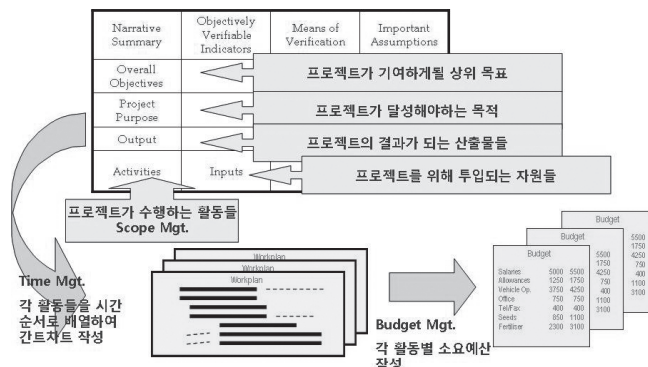 Narrative
Summary
Objectively
Verifiable
Indicators
Means of
Verification
Important
Assumptions
Overall
Objectives
프로젝트가 기여하게될 상위 목표
Project
Purpose
프로젝트가 달성해야하는 목적
Output
프로젝트의 결과가 되는 산출물들
Activities
Inputs
프로젝트를 위해 투입되는 자원들
프로젝트가 수행하는 활동들
Scope Mgt.
Time Mgt.
각 활동들을 시간
순서로 배열하여
간트차트 작성
Workplan
Workplan
Workplan
Budget Mgt.
각 활동별 소요예산
작성
Budget
5500
1750
4250
750
400
1100
3100
Budget
5500
1750
4250
750
400
1100
3100
Budget
Salaries 5000 5500
Allowances 1250 1750
Vehicle Op. 3750 4250
Office 750 750
Tel/Fax 400 400
Seeds 850 1100
Fertiliser 2300 3100